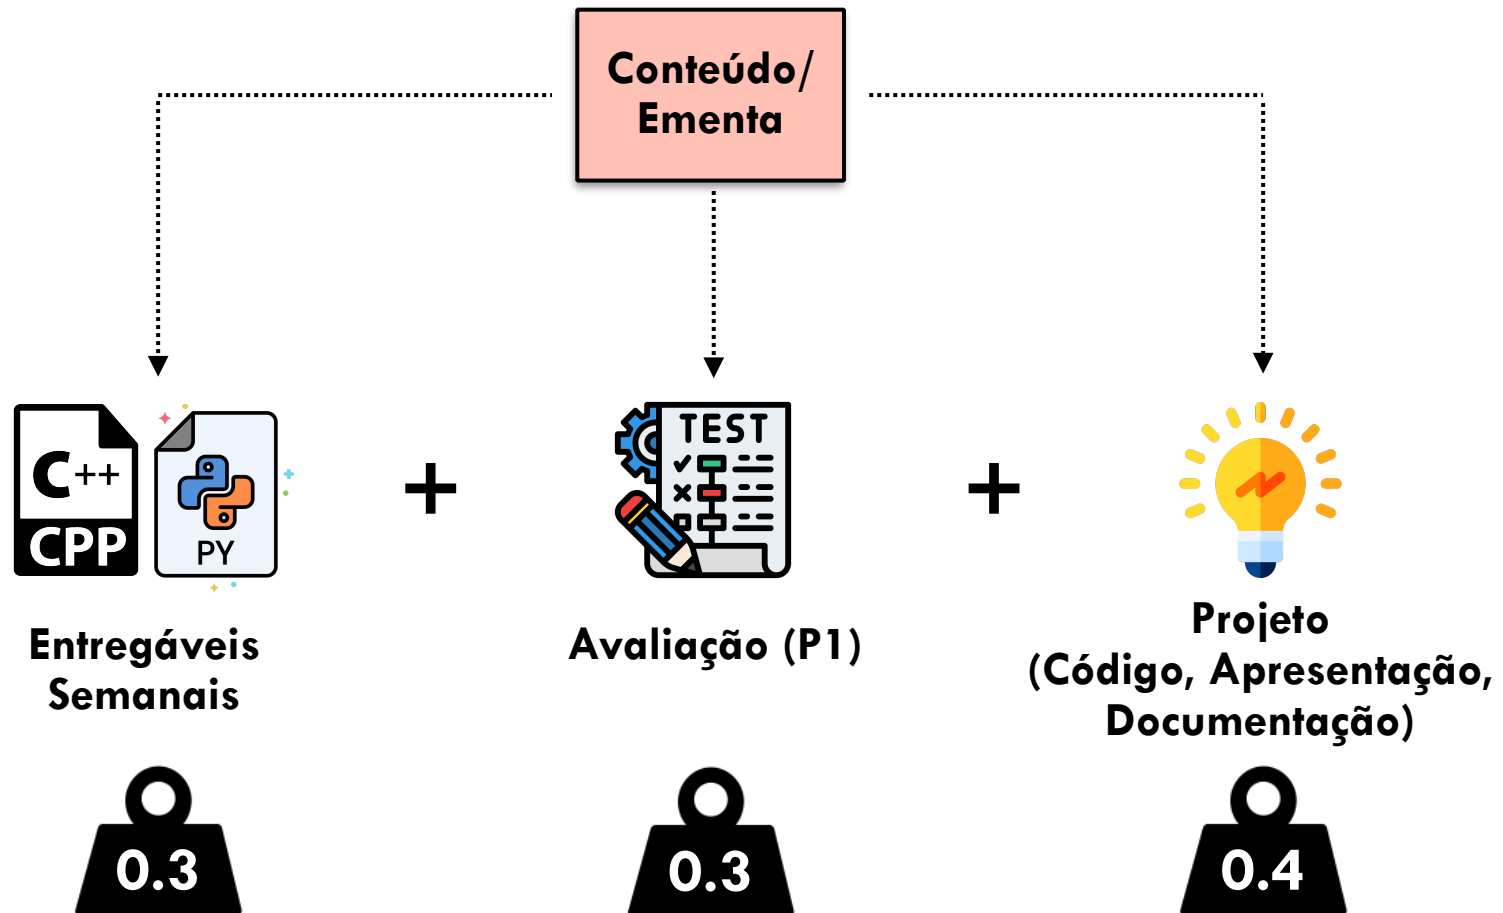 Conteúdo/
Ementa
C++
CPP
PY
+
TEST
+
Entregáveis
Semanais
Avaliação (P1)
Projeto
(Código, Apresentação,
Documentação)
0.3
0.3
0.4